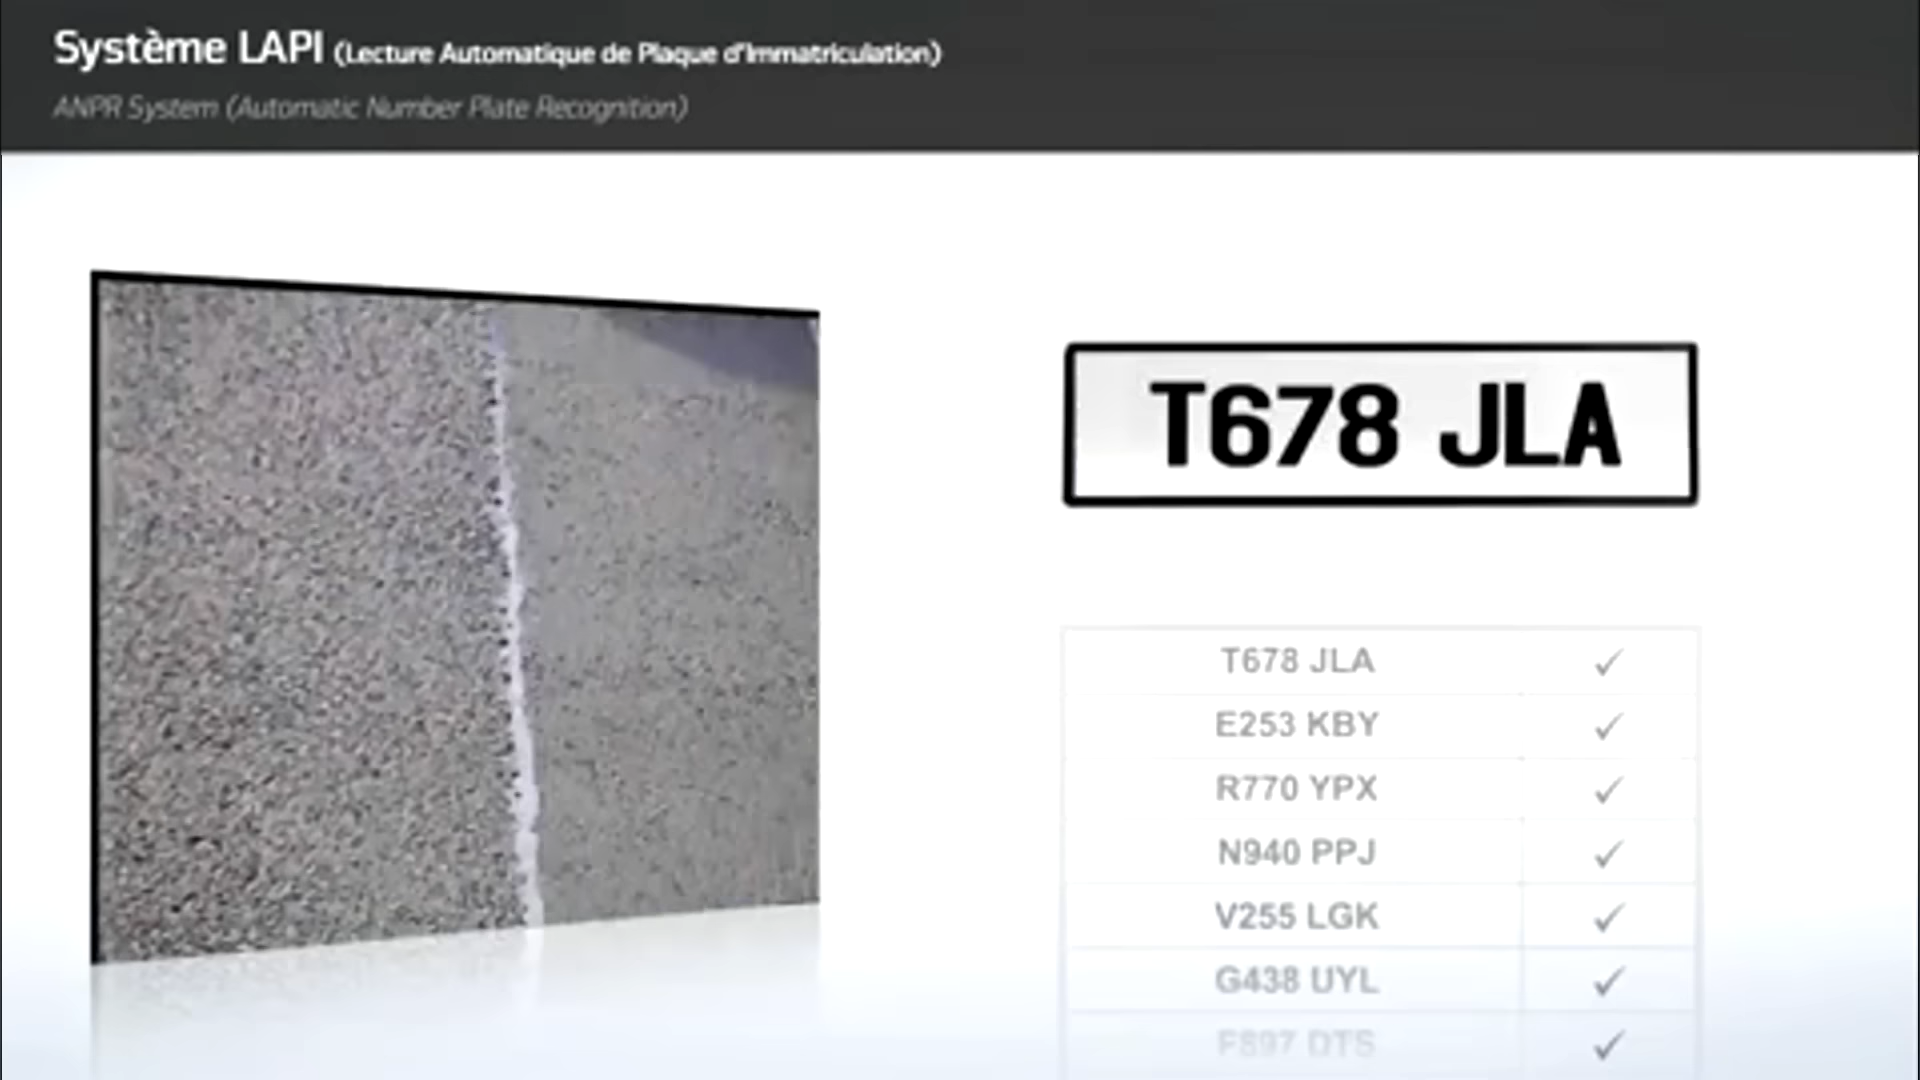 Système LAPI (Lecture Automatique de Plaque d'Immatriculation)
ANPR System (Automatic Number Plate Recognition)
T678 JLA
T678 JLA ✓
E253 KBY ✓
R770 YPX ✓
N940 PPJ ✓
V255 LGK ✓
G438 UYL ✓
DTS ✓